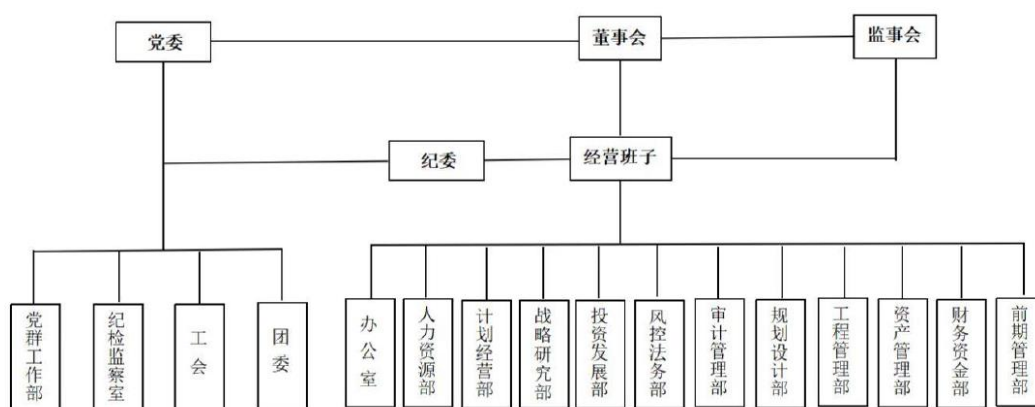 党委
董事会
监事会
纪委
经营班子
党群工作部
纪检监察室
工会
团委
办公室
人力资源部
计划经营部
战略研究部
投资发展部
风控法务部
审计管理部
规划设计部
工程管理部
资产管理部
财务资金部
前期管理部